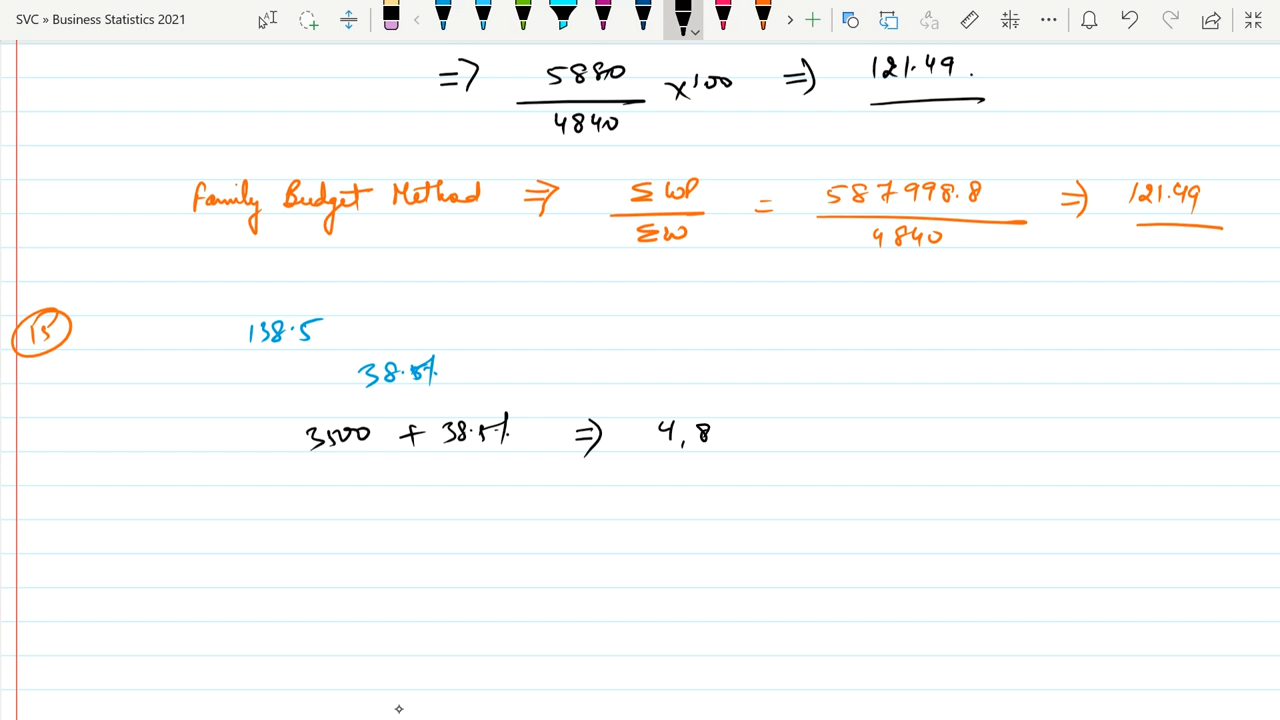 SVC » Business Statistics 2021
=> 5880 / 4840 x100 => 121.49.
Family Budget Method => ΣWP / ΣW = 587998.8 / 4840 => 121.49
15
138.5
38.5%
3500 + 38.5% => 4,8